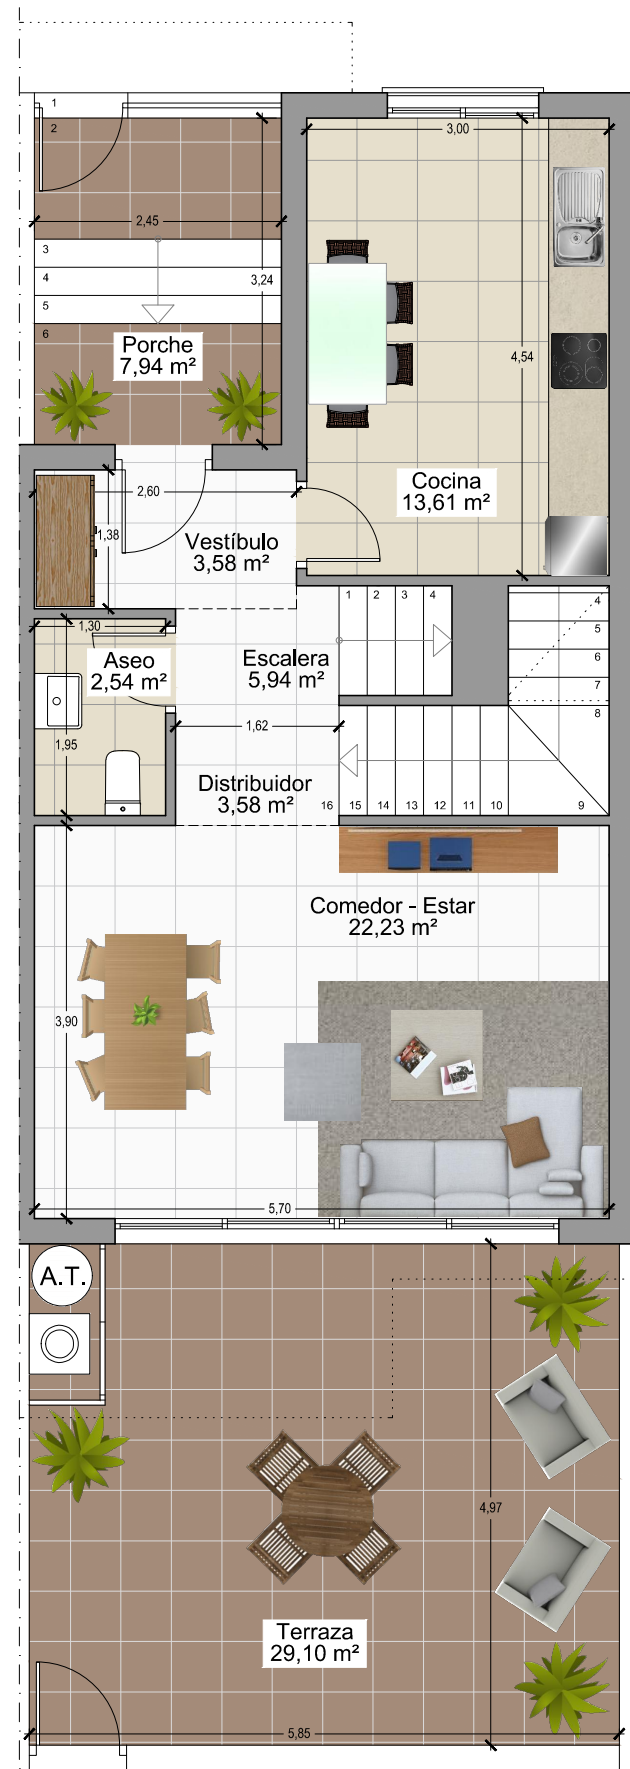 1
2
3,00
2,45
3
3,24
4
5
6
Porche
7,94 m²
4,54
Cocina
13,61 m²
2,60
1,38
Vestíbulo
3,58 m²
1
2
3
4
4
5
6
7
8
1,30
Aseo
2,54 m²
Escalera
5,94 m²
1,62
1,95
Distribuidor
3,58 m²
16
15
14
13
12
11
10
9
Comedor - Estar
22,23 m²
3,90
5,70
A.T.
4,97
Terraza
29,10 m²
5,85